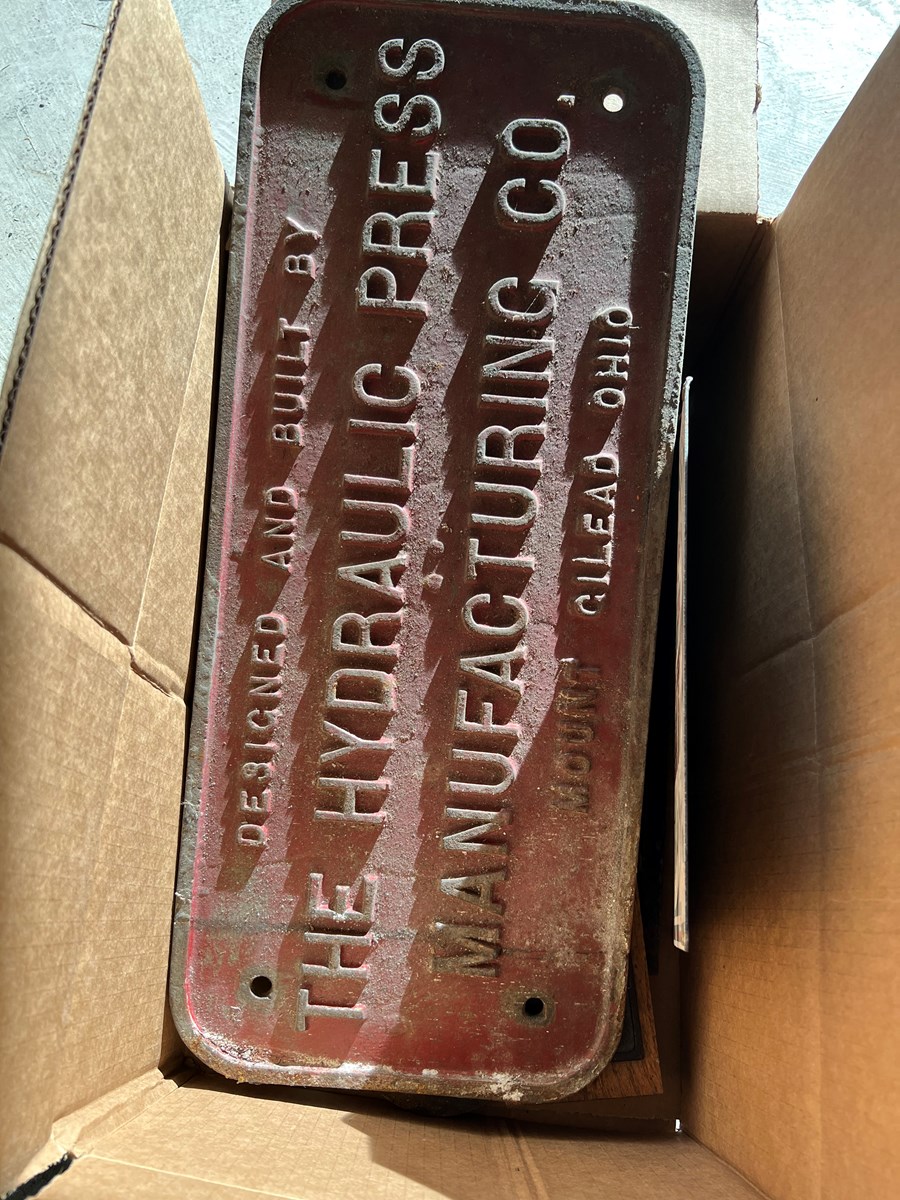 DESIGNED AND BUILT BY
THE HYDRAULIC PRESS
MANUFACTURING CO.
MOUNT GILEAD OHIO